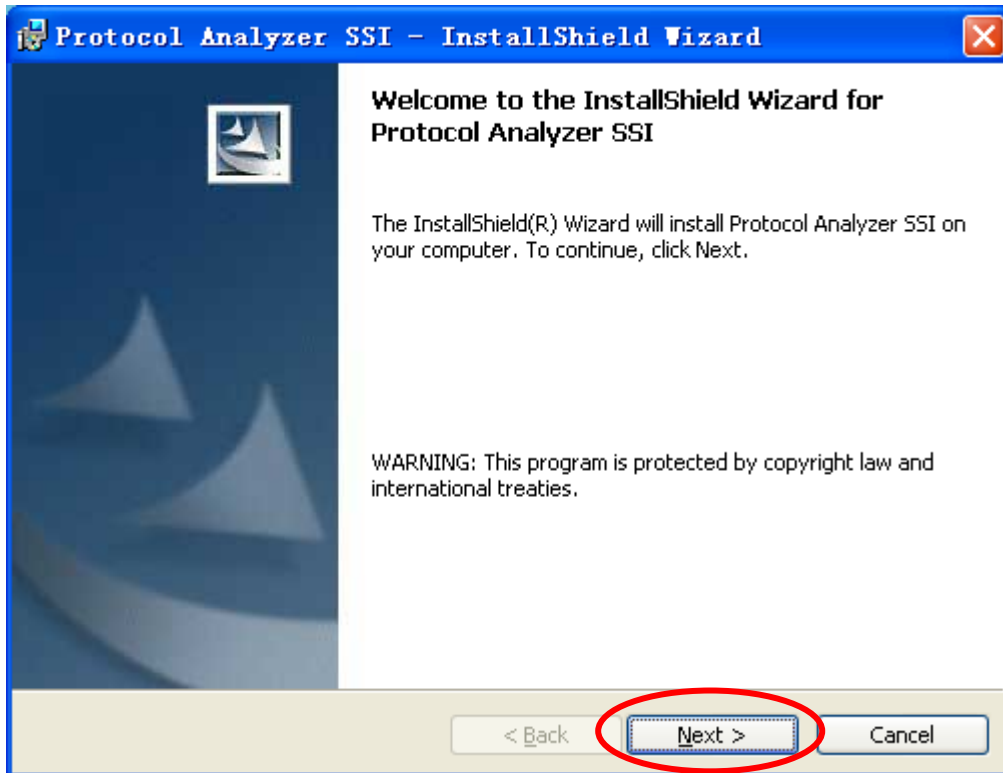 Protocol Analyzer SSI - InstallShield Wizard
Welcome to the InstallShield Wizard for
Protocol Analyzer SSI
The InstallShield(R) Wizard will install Protocol Analyzer SSI on
your computer. To continue, click Next.
WARNING: This program is protected by copyright law and
international treaties.
< Back
Next >
Cancel